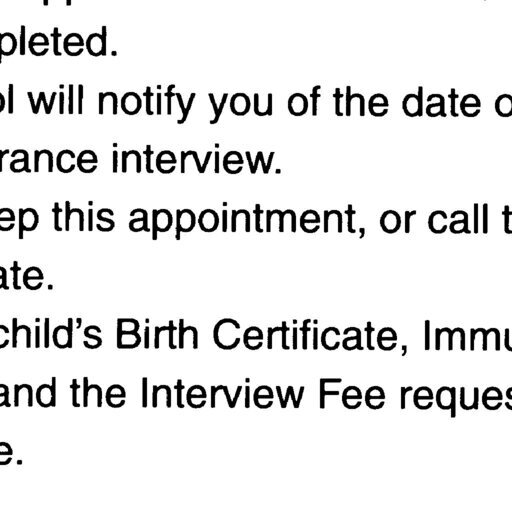 pleted.
ol will notify you of the date o
rance interview.
ep this appointment, or call t
ate.
child's Birth Certificate, Immu
and the Interview Fee reques
e.